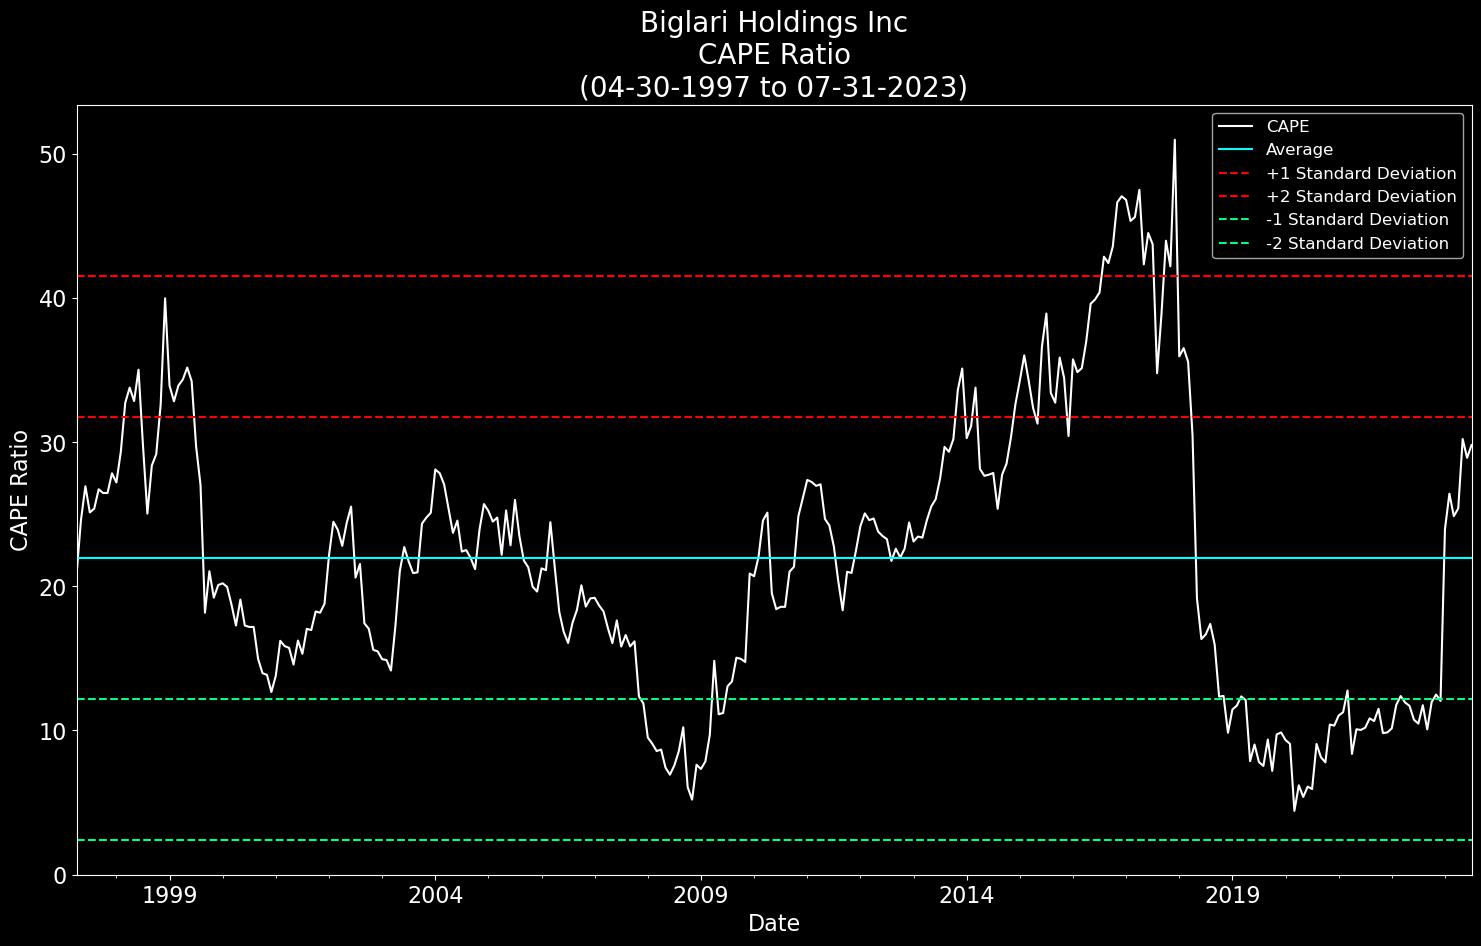 Biglari Holdings Inc
CAPE Ratio
(04-30-1997 to 07-31-2023)
CAPE
Average
+1 Standard Deviation
+2 Standard Deviation
-1 Standard Deviation
-2 Standard Deviation
CAPE Ratio
50
40
30
20
10
0
1999 2004 2009 2014 2019
Date